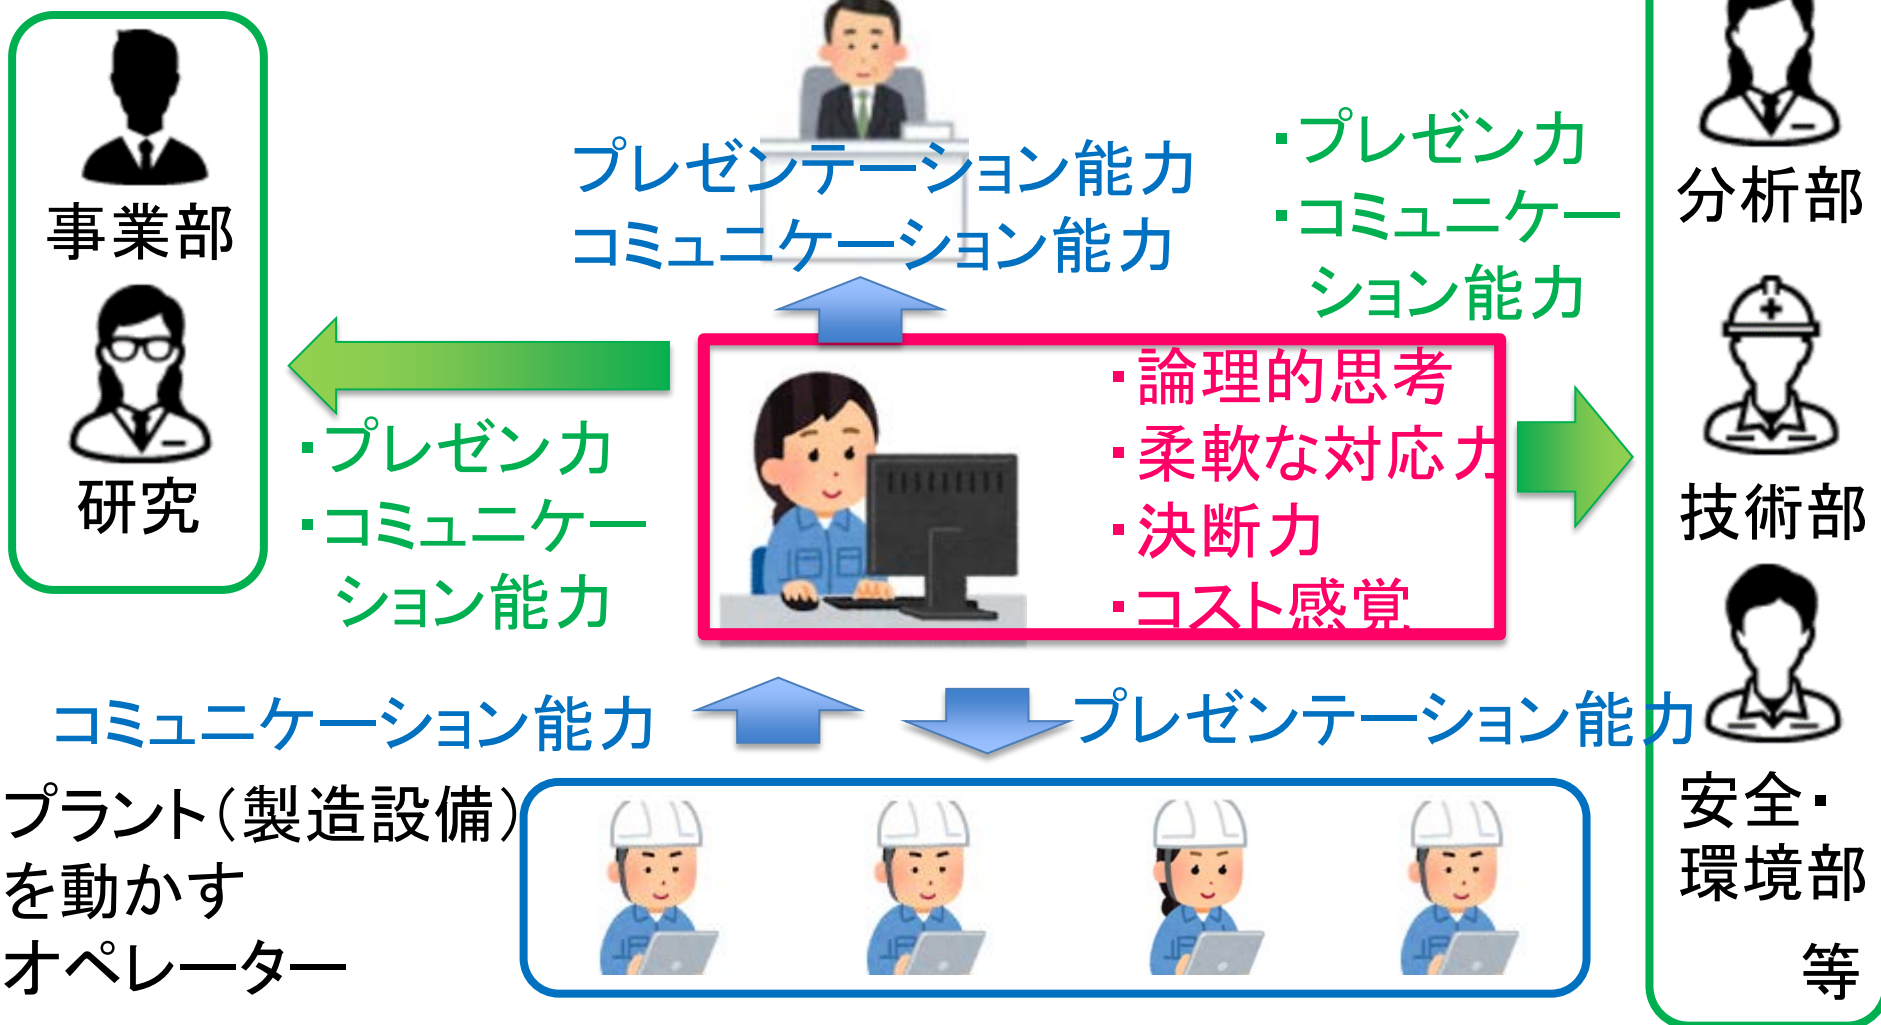 事業部
研究
プレゼンテーション能力
コミュニケーション能力
・プレゼン力
・コミュニケー
ション能力
分析部
技術部
安全・
環境部
等
・プレゼン力
・コミュニケー
ション能力
・論理的思考
・柔軟な対応力
・決断力
・コスト感覚
コミュニケーション能力
プレゼンテーション能力
プラント（製造設備）
を動かす
オペレーター